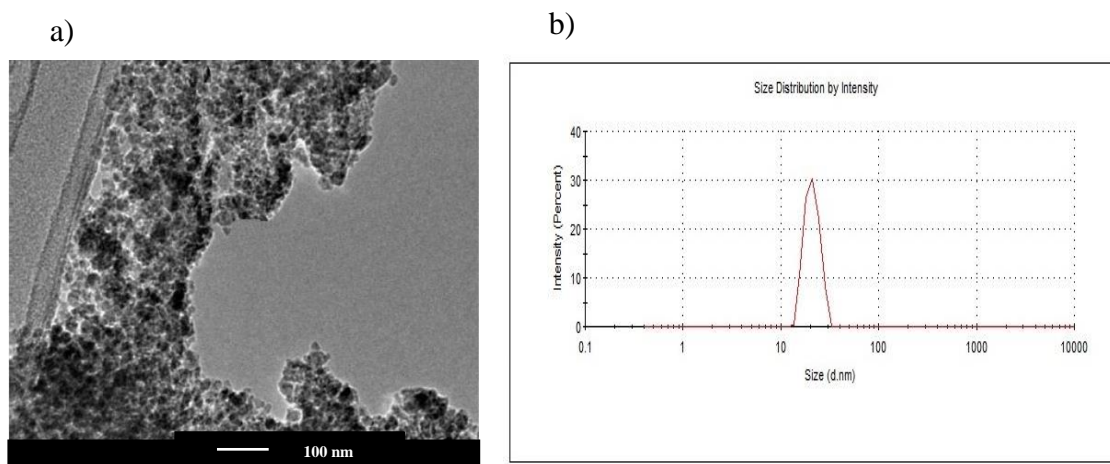 a)
100 nm
b)
Size Distribution by Intensity
Intensity (Percent)
40
30
20
10
0
0.1 1 10 100 1000 10000
Size (d.nm)